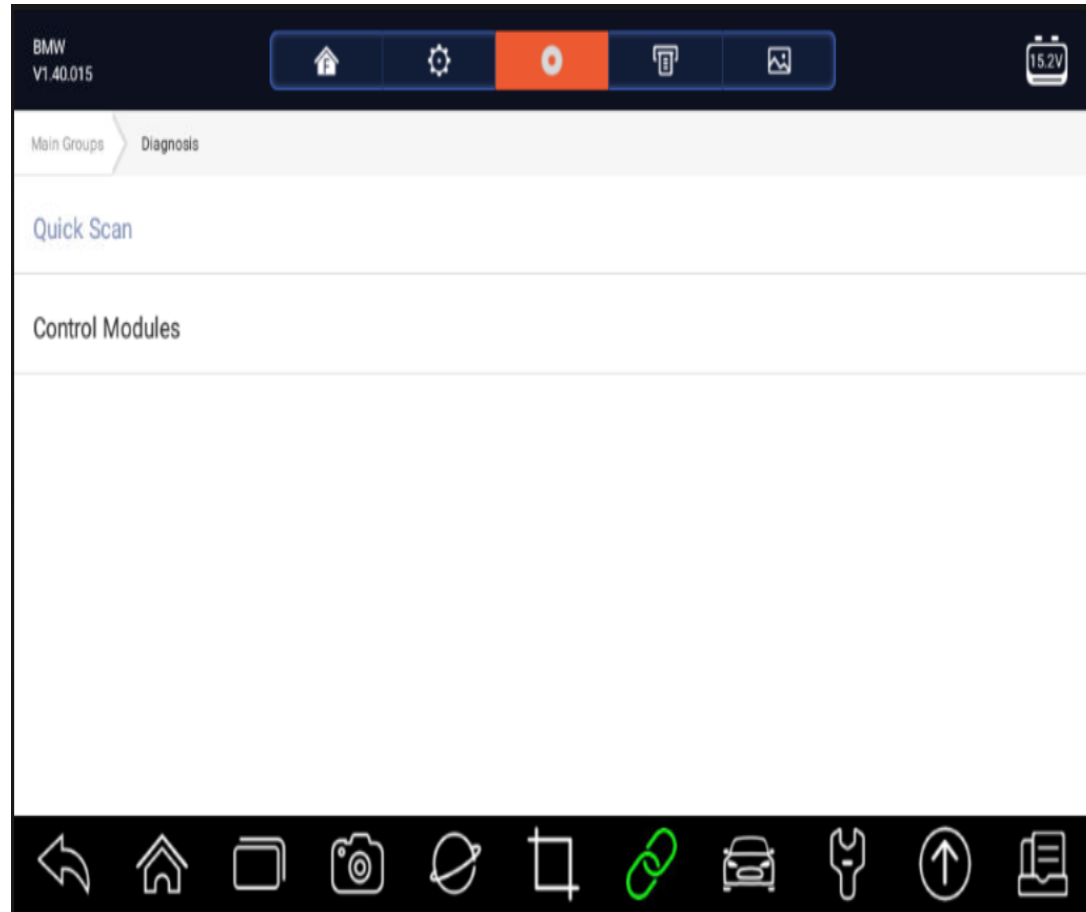 BMW
V1.40.015
15.2V
Main Groups
Diagnosis
Quick Scan
Control Modules